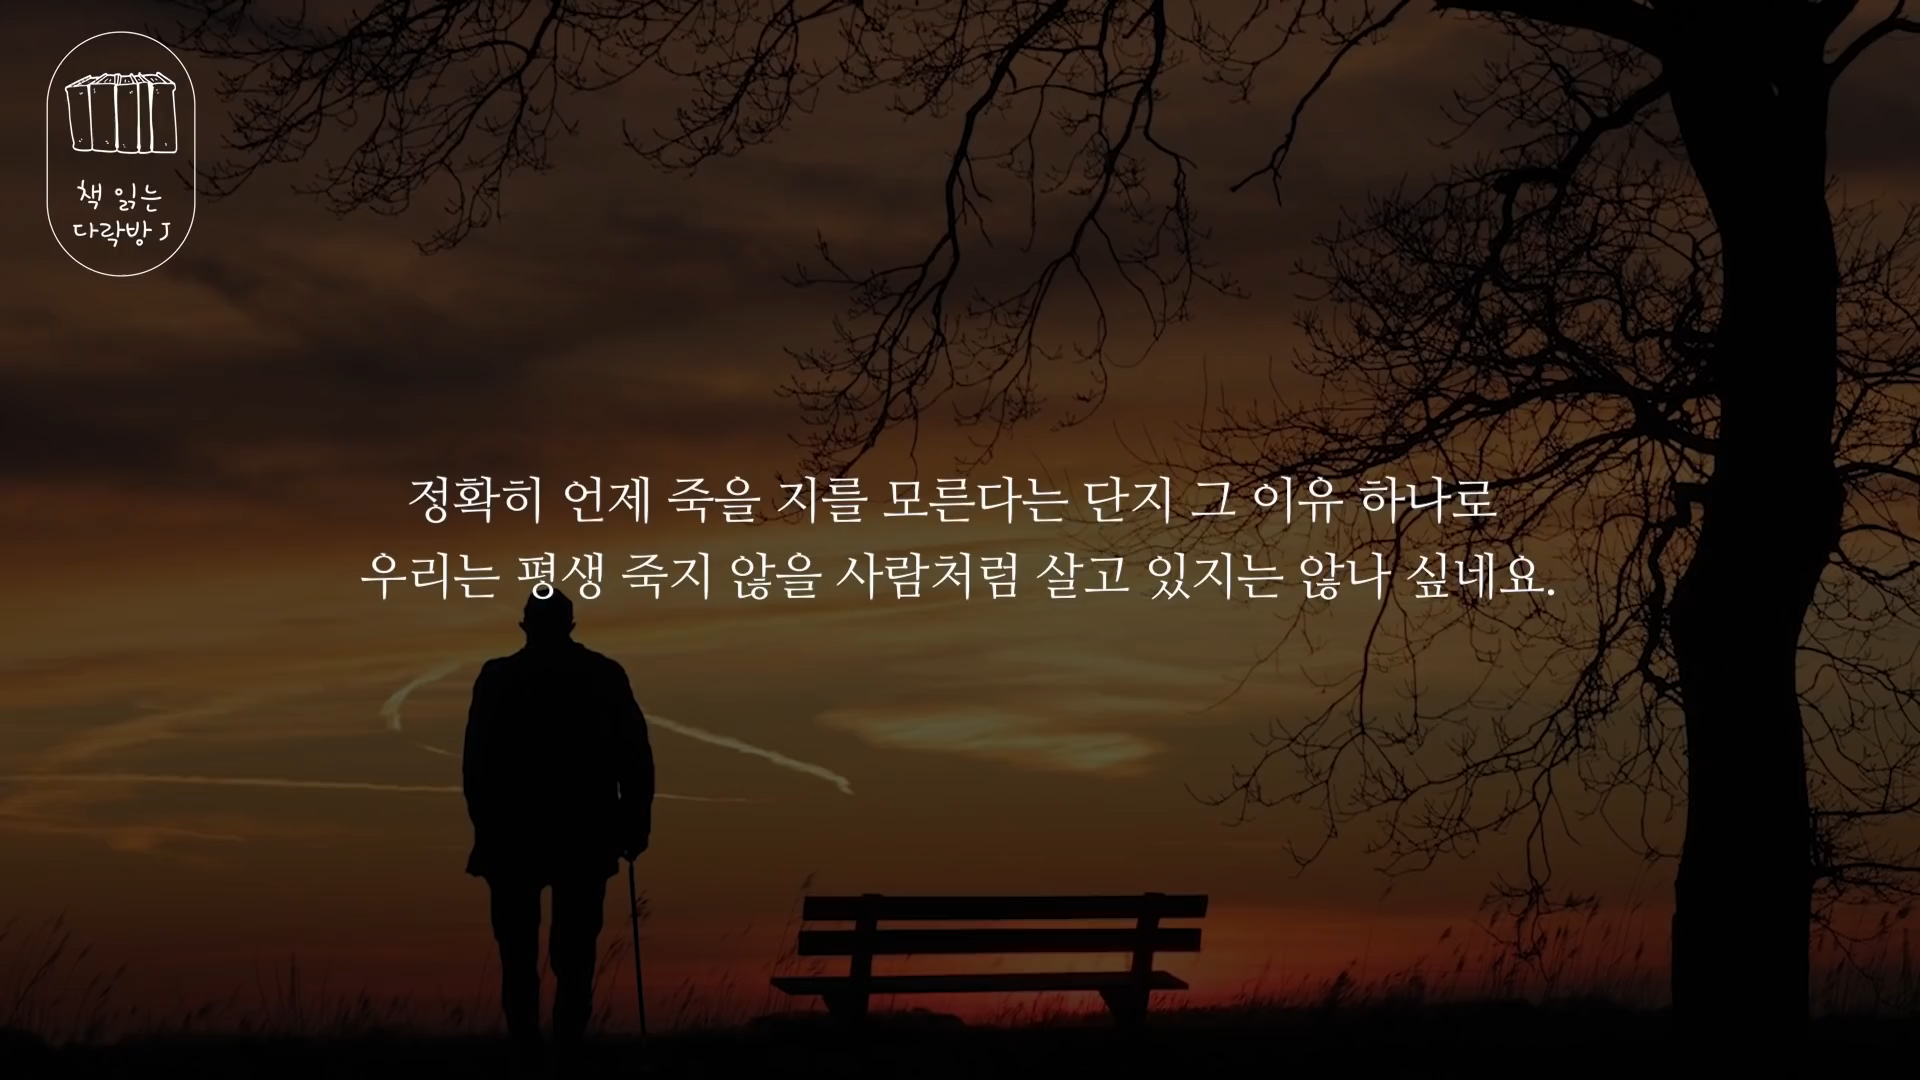 책 읽는
다락방 J
정확히 언제 죽을 지를 모른다는 단지 그 이유 하나로
우리는 평생 죽지 않을 사람처럼 살고 있지는 않나 싶네요.